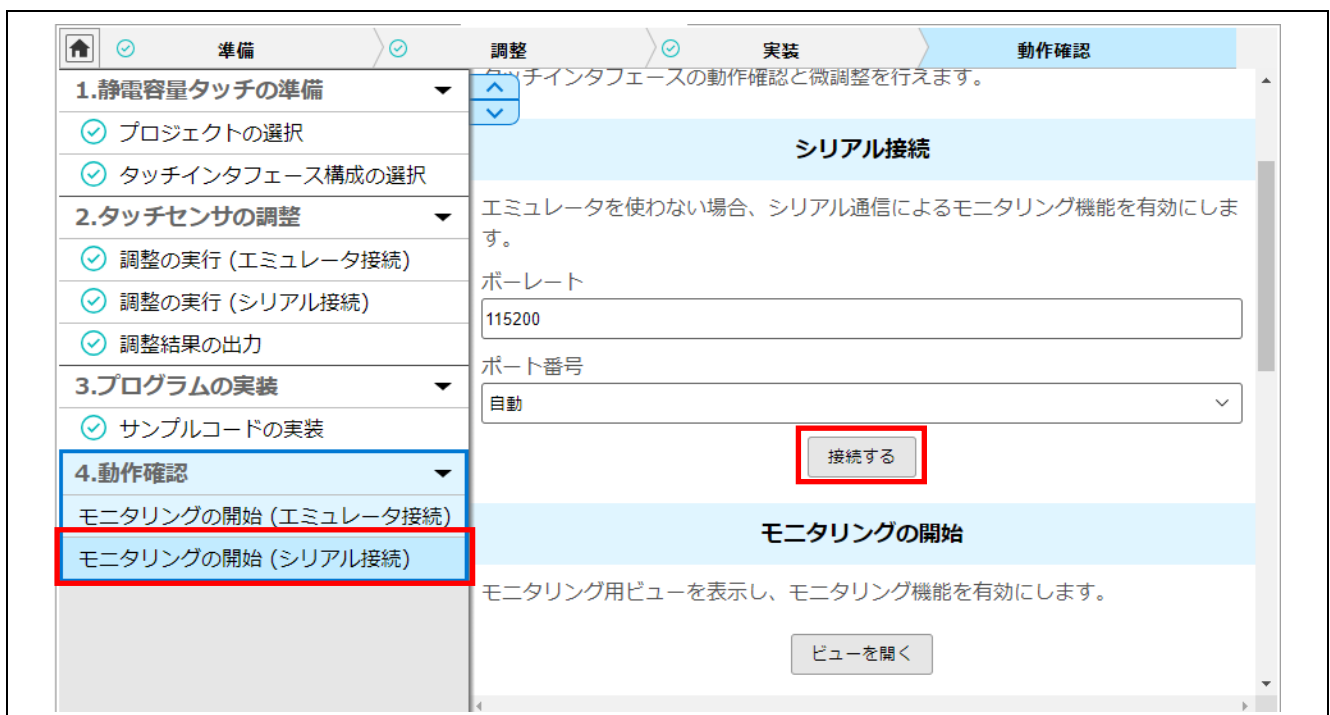 準備
調整
実装
動作確認
1.静電容量タッチの準備
プロジェクトの選択
タッチインタフェース構成の選択
2.タッチセンサの調整
調整の実行 (エミュレータ接続)
調整の実行 (シリアル接続)
調整結果の出力
3.プログラムの実装
サンプルコードの実装
4.動作確認
モニタリングの開始 (エミュレータ接続)
モニタリングの開始 (シリアル接続)
タッチインタフェースの動作確認と微調整を行えます。
シリアル接続
エミュレータを使わない場合、シリアル通信によるモニタリング機能を有効にしま
す。
ボーレート
115200
ポート番号
自動
接続する
モニタリングの開始
モニタリング用ビューを表示し、モニタリング機能を有効にします。
ビューを開く